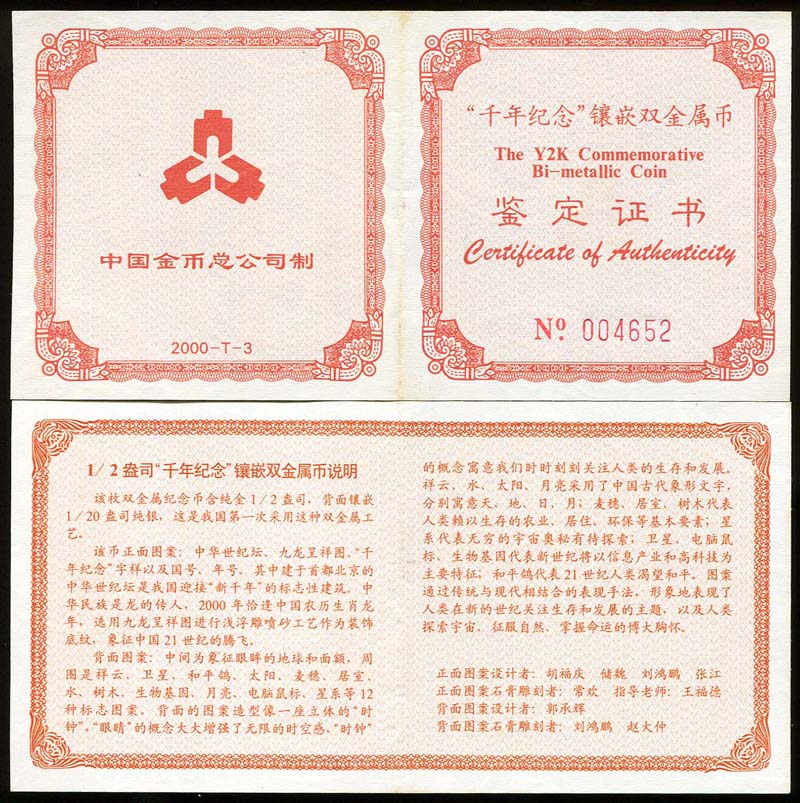 中国金币总公司制
2000-T-3
“千年纪念”镶嵌双金属币
The Y2K Commemorative
Bi-metallic Coin
鉴定证书
Certificate of Authenticity
Nº 004652
1/2盎司“千年纪念”镶嵌双金属币说明
该枚双金属纪念币含纯金1/2盎司，背面镶嵌
1/20盎司纯银，这是我国第一次采用这种双金属工
艺。
该币正面图案：中华世纪坛、九龙呈祥图、“千
年纪念”字样以及国号、年号。其中建于首都北京的
中华世纪坛是我国迎接“新千年”的标志性建筑。中
华民族是龙的传人，2000年恰逢中国农历生肖龙
年，选用九龙呈祥图进行浅浮雕喷砂工艺作为装饰
底纹，象征中国21世纪的腾飞。
背面图案：中间为象征眼眸的地球和面额，周
围是祥云、卫星、和平鸽、太阳、麦穗、居室、
水、树木、生物基因、月亮、电脑鼠标、星系等12
种标志图案。背面的图案造型像一座立体的“时
钟”，“眼睛”的概念大大增强了无限的时空感，“时钟”
的概念寓意我们时时刻刻关注人类的生存和发展。
祥云、水、太阳、月亮采用了中国古代象形文字，
分别寓意天、地、日、月；麦穗、居室、树木代表
人类赖以生存的农业、居住、环保等基本要素；星
系代表无穷的宇宙奥秘有待探索；卫星、电脑鼠
标、生物基因代表新世纪将以信息产业和高科技为
主要特征；和平鸽代表21世纪人类渴望和平。图案
通过传统与现代相结合的表现手法，形象地表现了
人类在新的世纪关注生存和发展的主题，以及人类
探索宇宙、征服自然、掌握命运的博大胸怀。
正面图案设计者：胡福庆 储魏 刘鸿鹏 张江
正面图案石膏雕刻者：常欢 指导老师：王福德
背面图案设计者：郭承辉
背面图案石膏雕刻者：刘鸿鹏 赵大仲